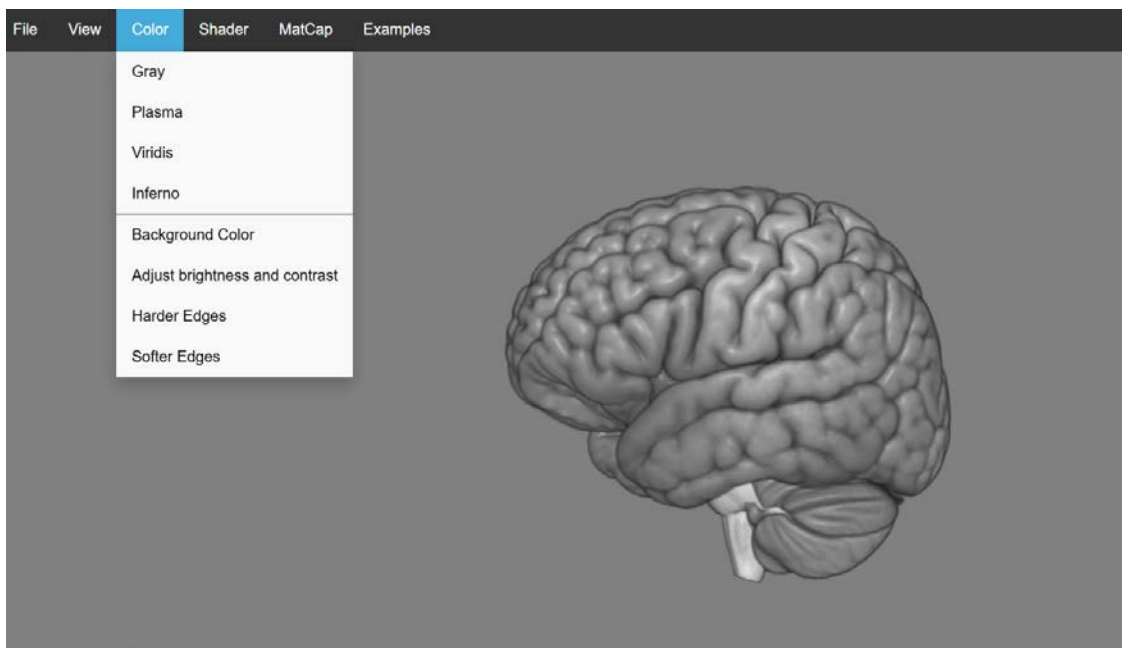 File View Color Shader MatCap Examples
Gray
Plasma
Viridis
Inferno
Background Color
Adjust brightness and contrast
Harder Edges
Softer Edges